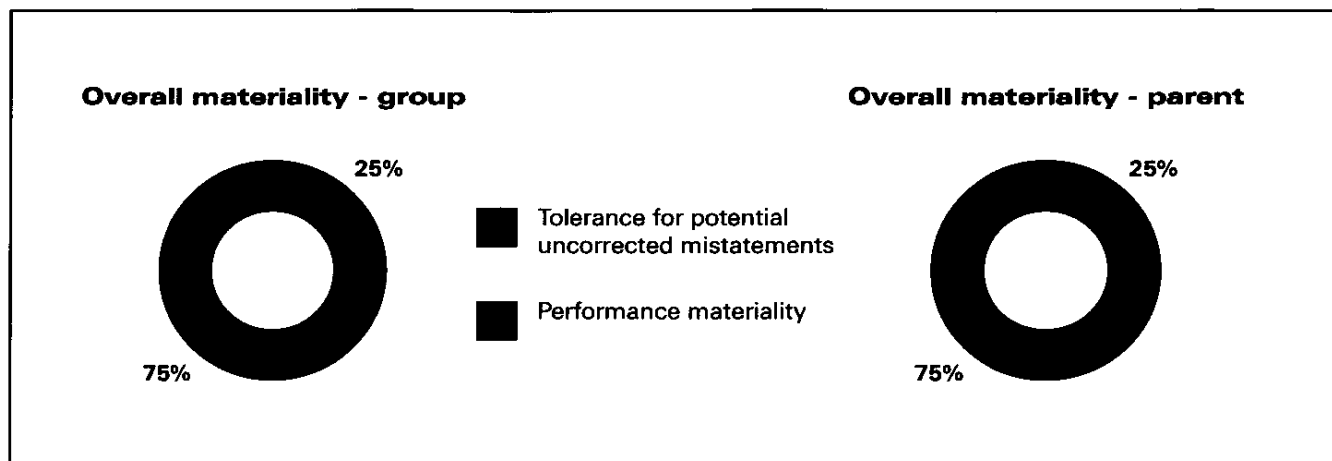 Overall materiality - group
25%
75%
Tolerance for potential
uncorrected mistatements
Performance materiality
Overall materiality - parent
25%
75%